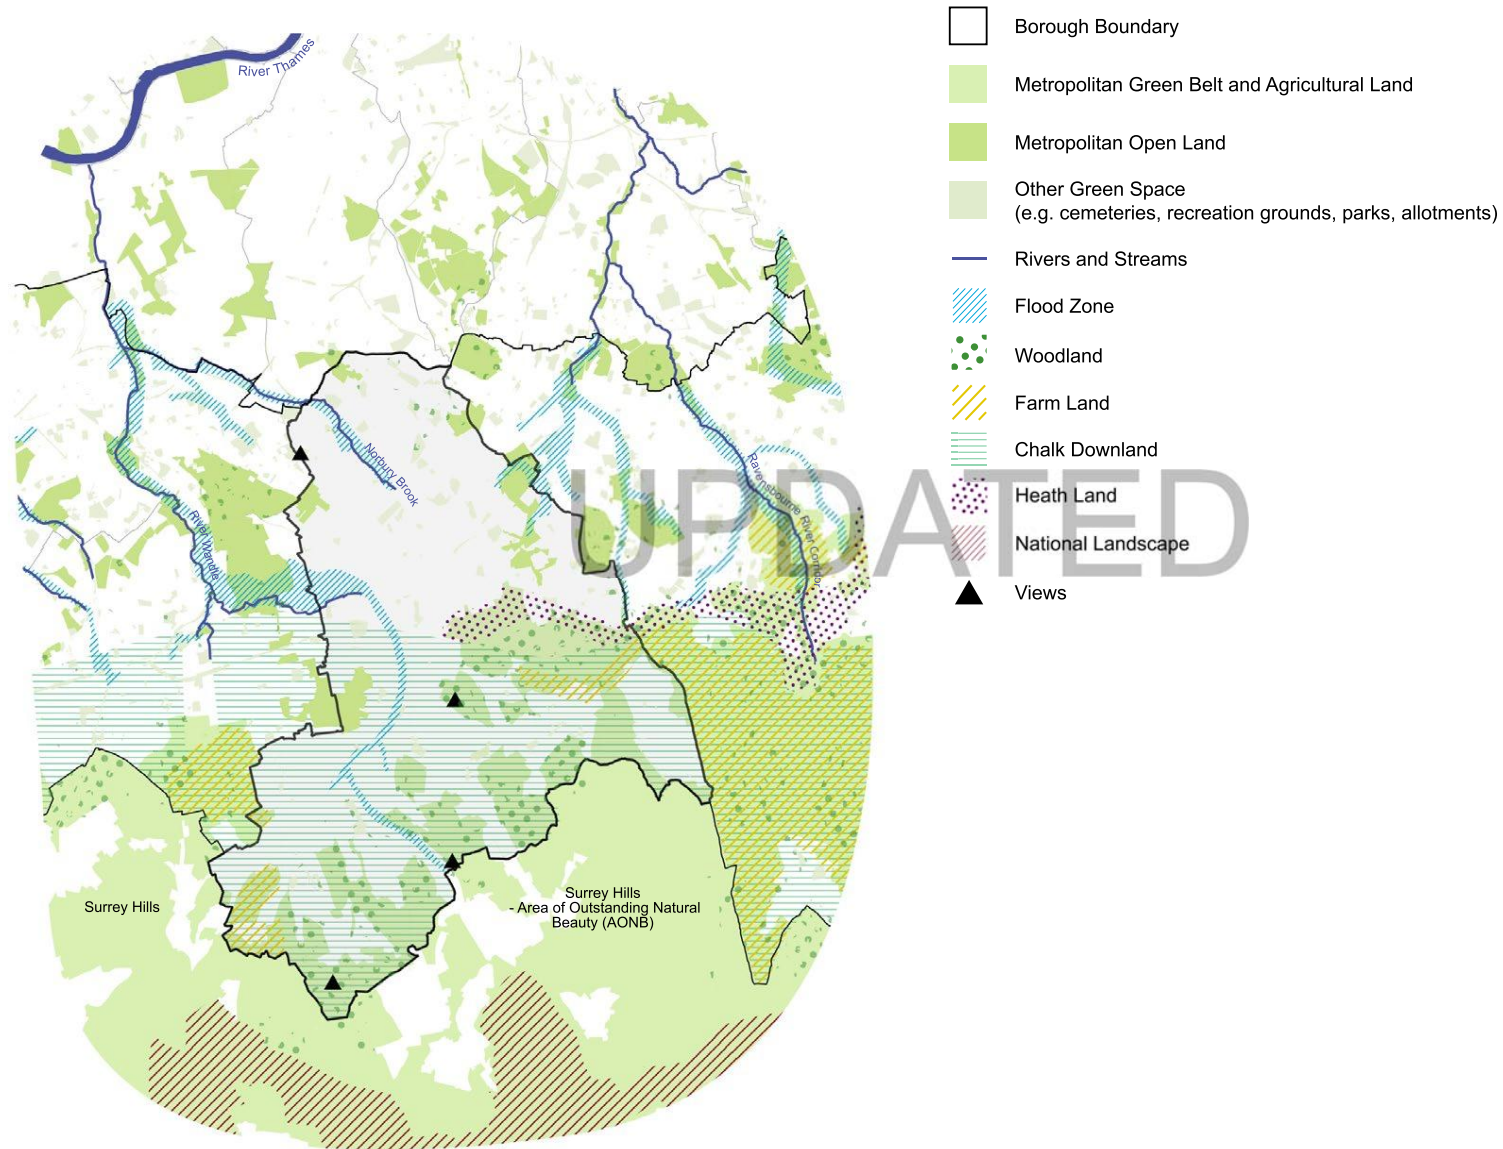 River Thames
Norbury Brook
River Wandle
Ravensbourne River Corridor
Surrey Hills
Surrey Hills
- Area of Outstanding Natural
Beauty (AONB)
UPDATED
Borough Boundary
Metropolitan Green Belt and Agricultural Land
Metropolitan Open Land
Other Green Space
(e.g. cemeteries, recreation grounds, parks, allotments)
Rivers and Streams
Flood Zone
Woodland
Farm Land
Chalk Downland
Heath Land
National Landscape
Views